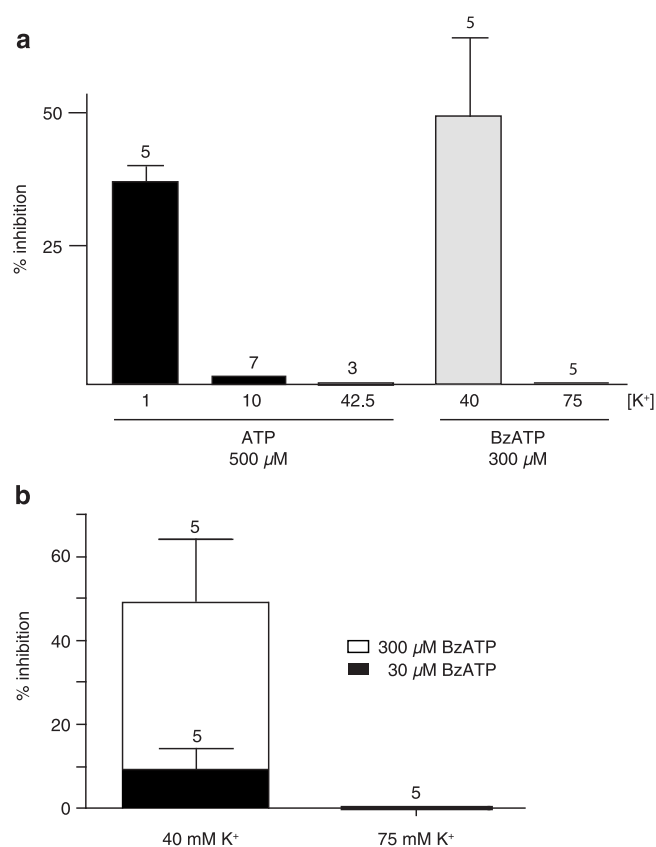 a
5
50
5
% inhibition
25
7
3
5
1 10 42.5 40 75 [K⁺]
ATP BzATP
500 µM 300 µM
b
5
60
% inhibition
40
300 µM BzATP
30 µM BzATP
20
5
5
0
40 mM K⁺ 75 mM K⁺